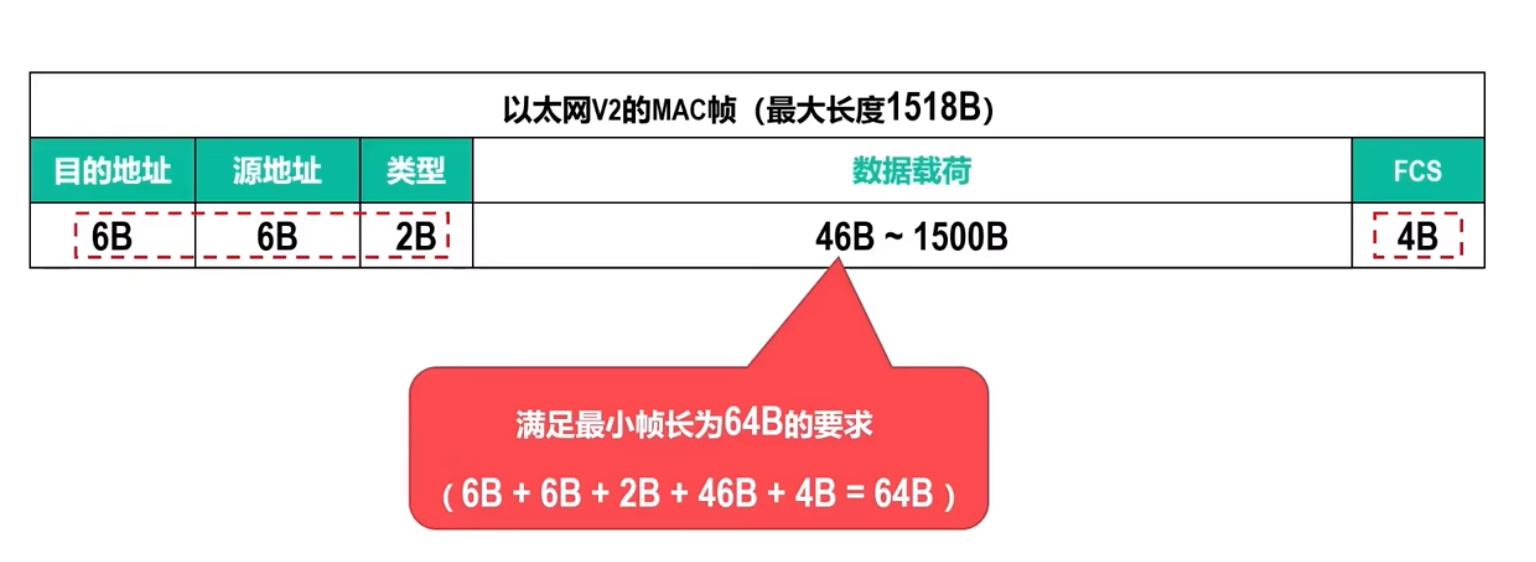 以太网V2的MAC帧（最大长度1518B）
目的地址 源地址 类型 数据载荷 FCS
6B 6B 2B 46B ~ 1500B 4B
满足最小帧长为64B的要求
（6B + 6B + 2B + 46B + 4B = 64B）